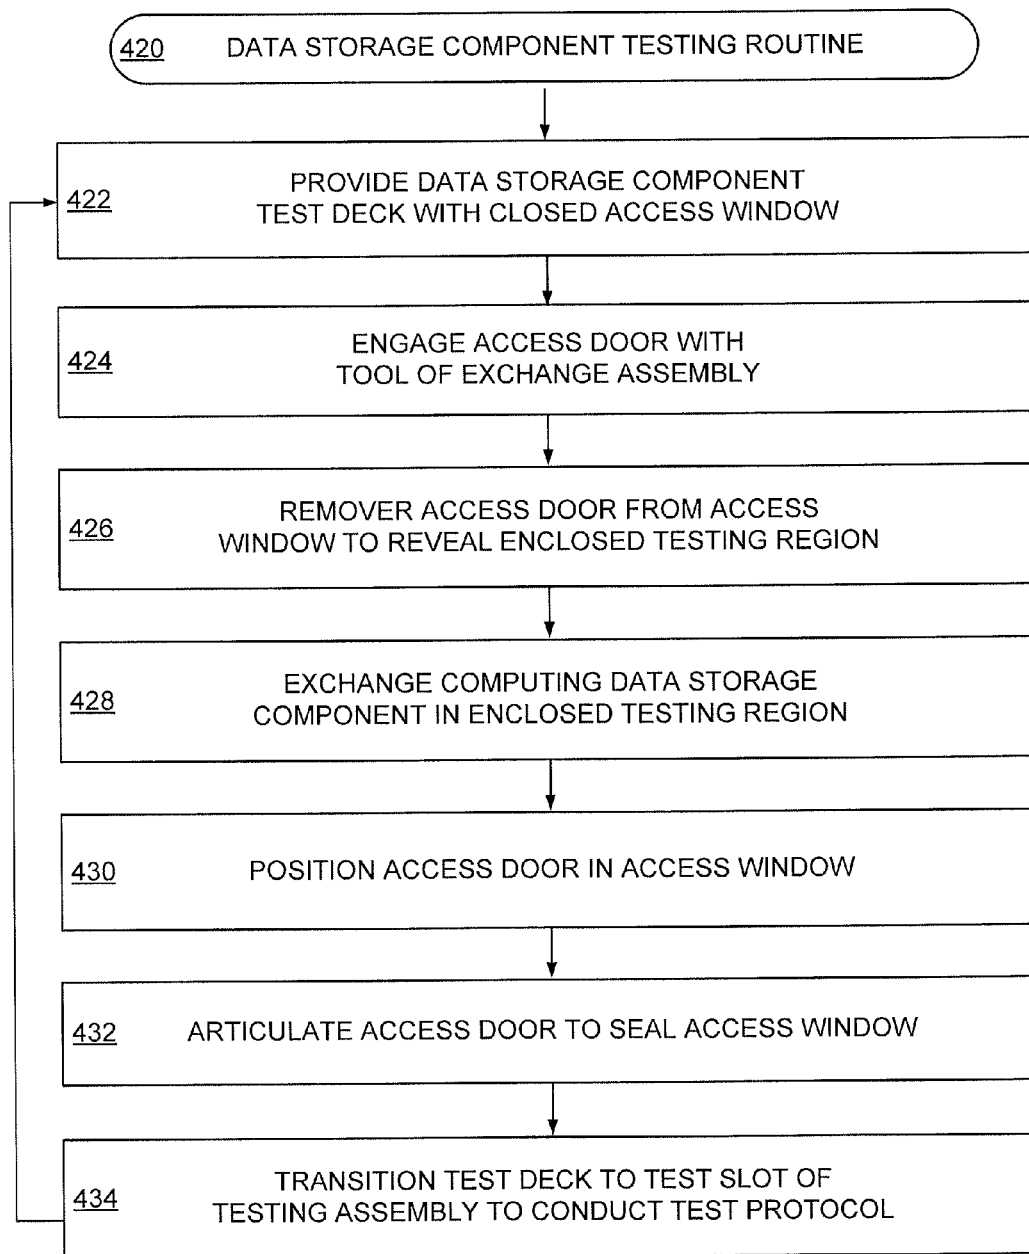 420 DATA STORAGE COMPONENT TESTING ROUTINE
422
PROVIDE DATA STORAGE COMPONENT
TEST DECK WITH CLOSED ACCESS WINDOW
424
ENGAGE ACCESS DOOR WITH
TOOL OF EXCHANGE ASSEMBLY
426
REMOVER ACCESS DOOR FROM ACCESS
WINDOW TO REVEAL ENCLOSED TESTING REGION
428
EXCHANGE COMPUTING DATA STORAGE
COMPONENT IN ENCLOSED TESTING REGION
430 POSITION ACCESS DOOR IN ACCESS WINDOW
432 ARTICULATE ACCESS DOOR TO SEAL ACCESS WINDOW
434
TRANSITION TEST DECK TO TEST SLOT OF
TESTING ASSEMBLY TO CONDUCT TEST PROTOCOL